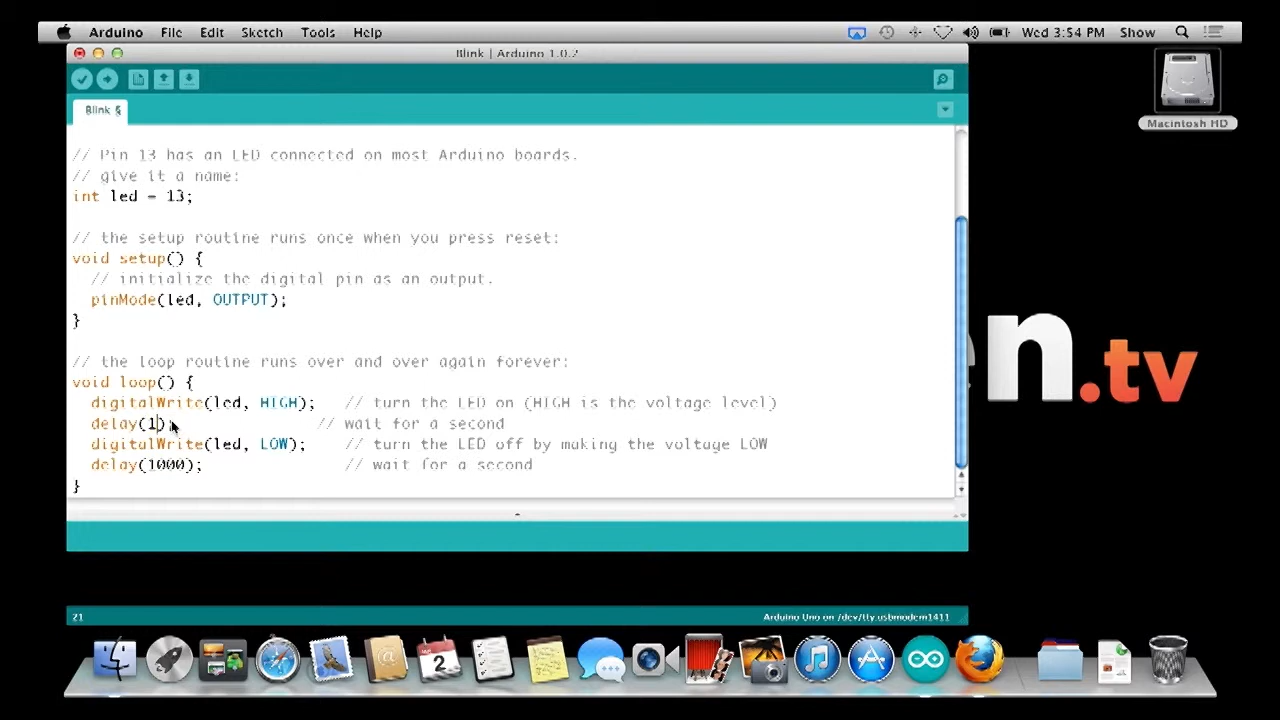 Arduino File Edit Sketch Tools Help Wed 3:54 PM Show
Blink | Arduino 1.0.2
Macintosh HD
Blink §
// Pin 13 has an LED connected on most Arduino boards.
// give it a name:
int led = 13;
// the setup routine runs once when you press reset:
void setup() {
// initialize the digital pin as an output.
pinMode(led, OUTPUT);
}
// the loop routine runs over and over again forever:
void loop() {
digitalWrite(led, HIGH); // turn the LED on (HIGH is the voltage level)
delay(1); // wait for a second
digitalWrite(led, LOW); // turn the LED off by making the voltage LOW
delay(1000); // wait for a second
}
n.tv
21 Arduino Uno on /dev/tty.usbmodem1411
2